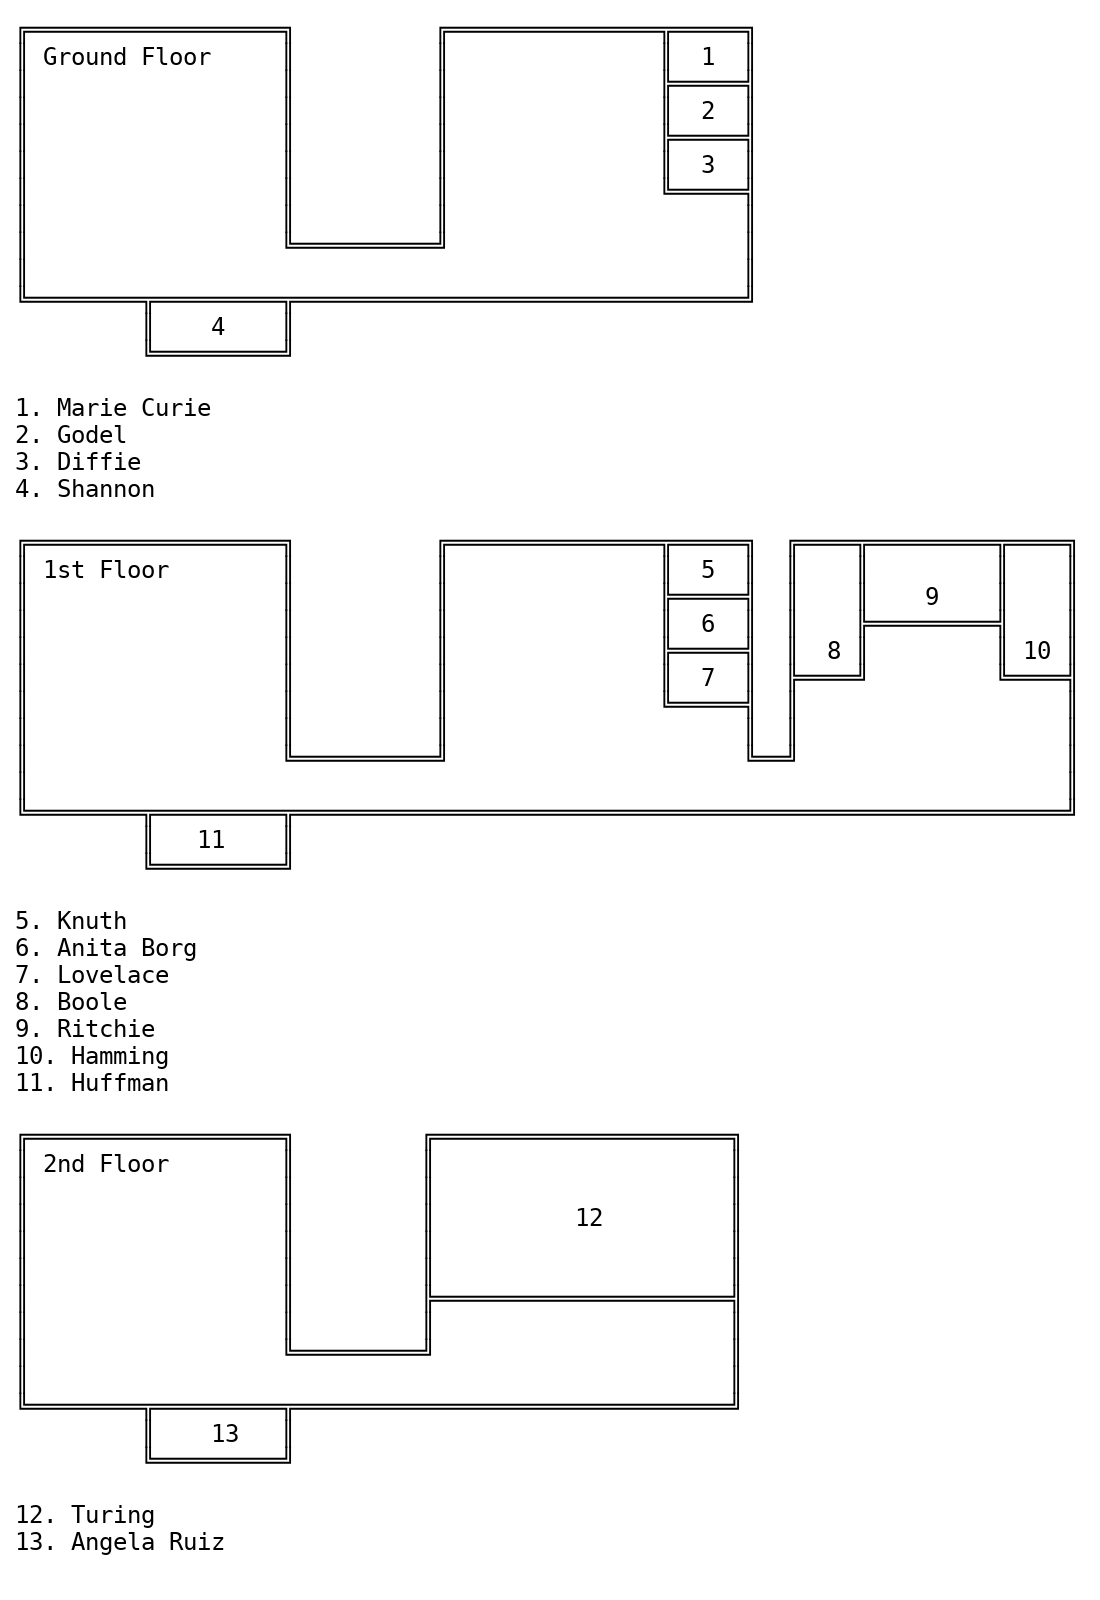 Ground Floor
1
2
3
4
1. Marie Curie
2. Godel
3. Diffie
4. Shannon
1st Floor
5
6
7
8
9
10
11
5. Knuth
6. Anita Borg
7. Lovelace
8. Boole
9. Ritchie
10. Hamming
11. Huffman
2nd Floor
12
13
12. Turing
13. Angela Ruiz